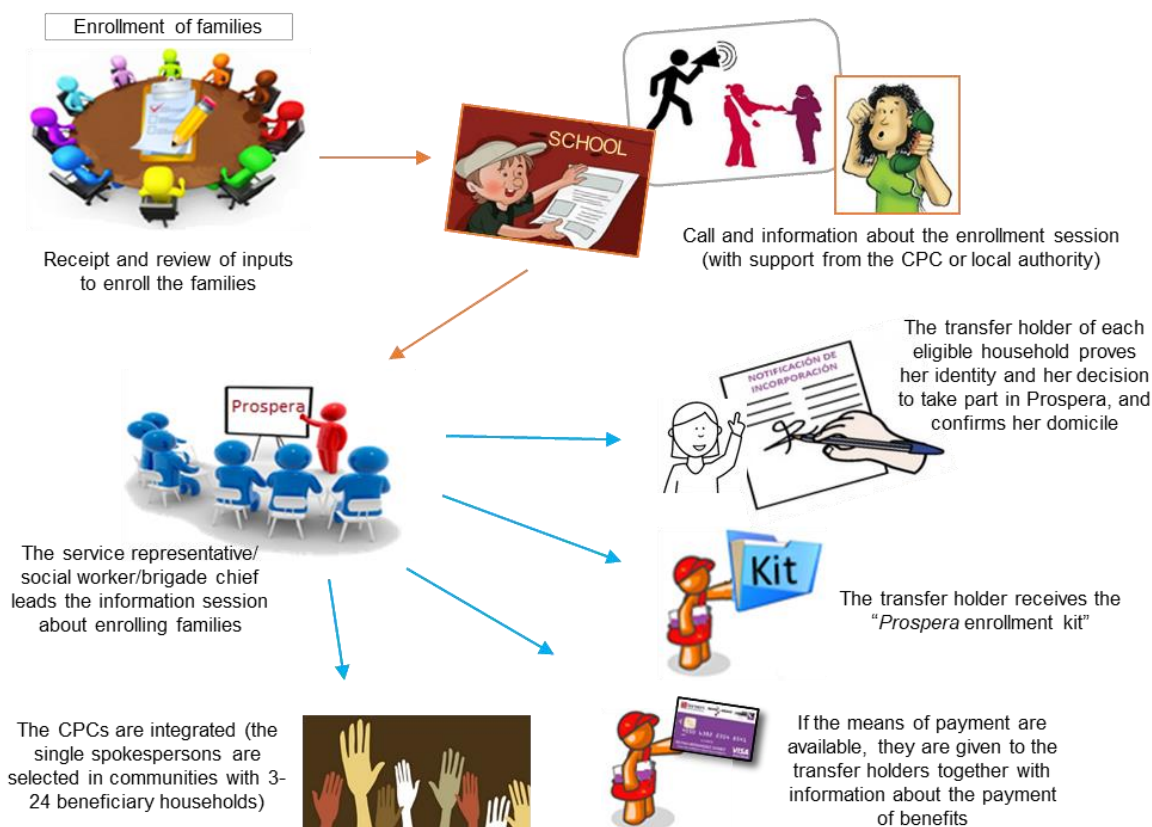 Enrollment of families
SCHOOL
Receipt and review of inputs
to enroll the families
Call and information about the enrollment session
(with support from the CPC or local authority)
Prospera
The service representative/
social worker/brigade chief
leads the information session
about enrolling families
NOTIFICACIÓN DE
INCORPORACIÓN
The transfer holder of each
eligible household proves
her identity and her decision
to take part in Prospera, and
confirms her domicile
Kit
The transfer holder receives the
“Prospera enrollment kit”
The CPCs are integrated (the
single spokespersons are
selected in communities with 3-
24 beneficiary households)
VISA
If the means of payment are
available, they are given to the
transfer holders together with
information about the payment
of benefits